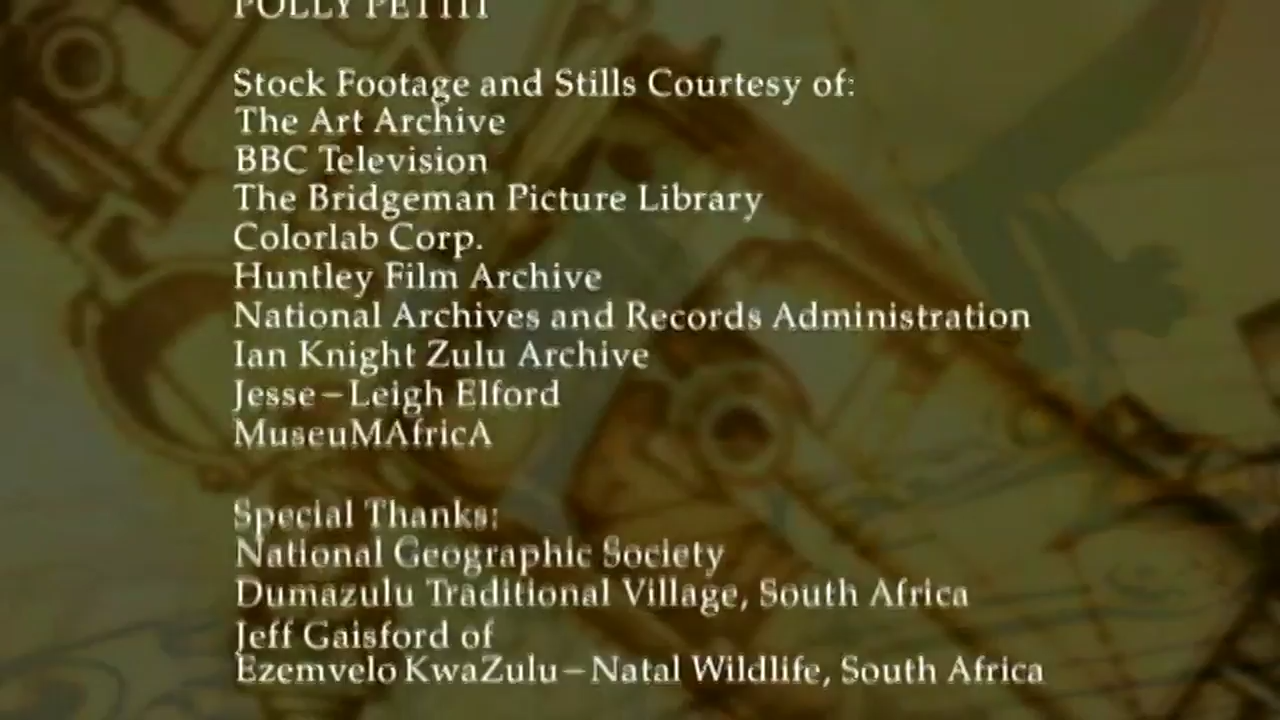 POLLY PETTIT
Stock Footage and Stills Courtesy of:
The Art Archive
BBC Television
The Bridgeman Picture Library
Colorlab Corp.
Huntley Film Archive
National Archives and Records Administration
Ian Knight Zulu Archive
Jesse-Leigh Elford
MuseuMAfricA
Special Thanks:
National Geographic Society
Dumazulu Traditional Village, South Africa
Jeff Gaisford of
Ezemvelo KwaZulu-Natal Wildlife, South Africa